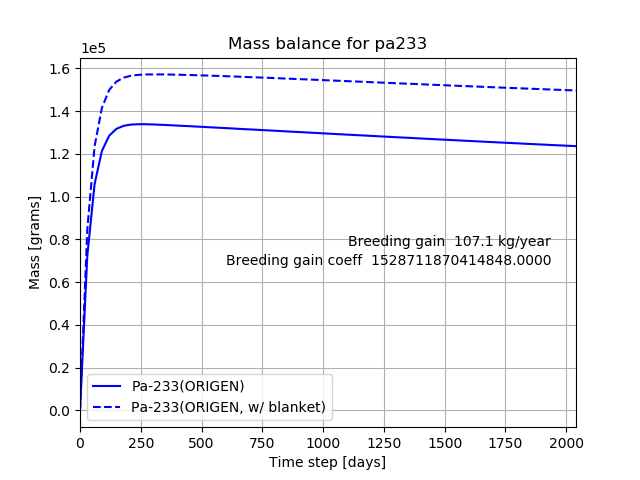 Mass balance for pa233
1e5
1.6
1.4
1.2
1.0
0.8
0.6
0.4
0.2
0.0
Mass [grams]
Breeding gain  107.1 kg/year
Breeding gain coeff  1528711870414848.0000
Pa-233(ORIGEN)
Pa-233(ORIGEN, w/ blanket)
0 250 500 750 1000 1250 1500 1750 2000
Time step [days]